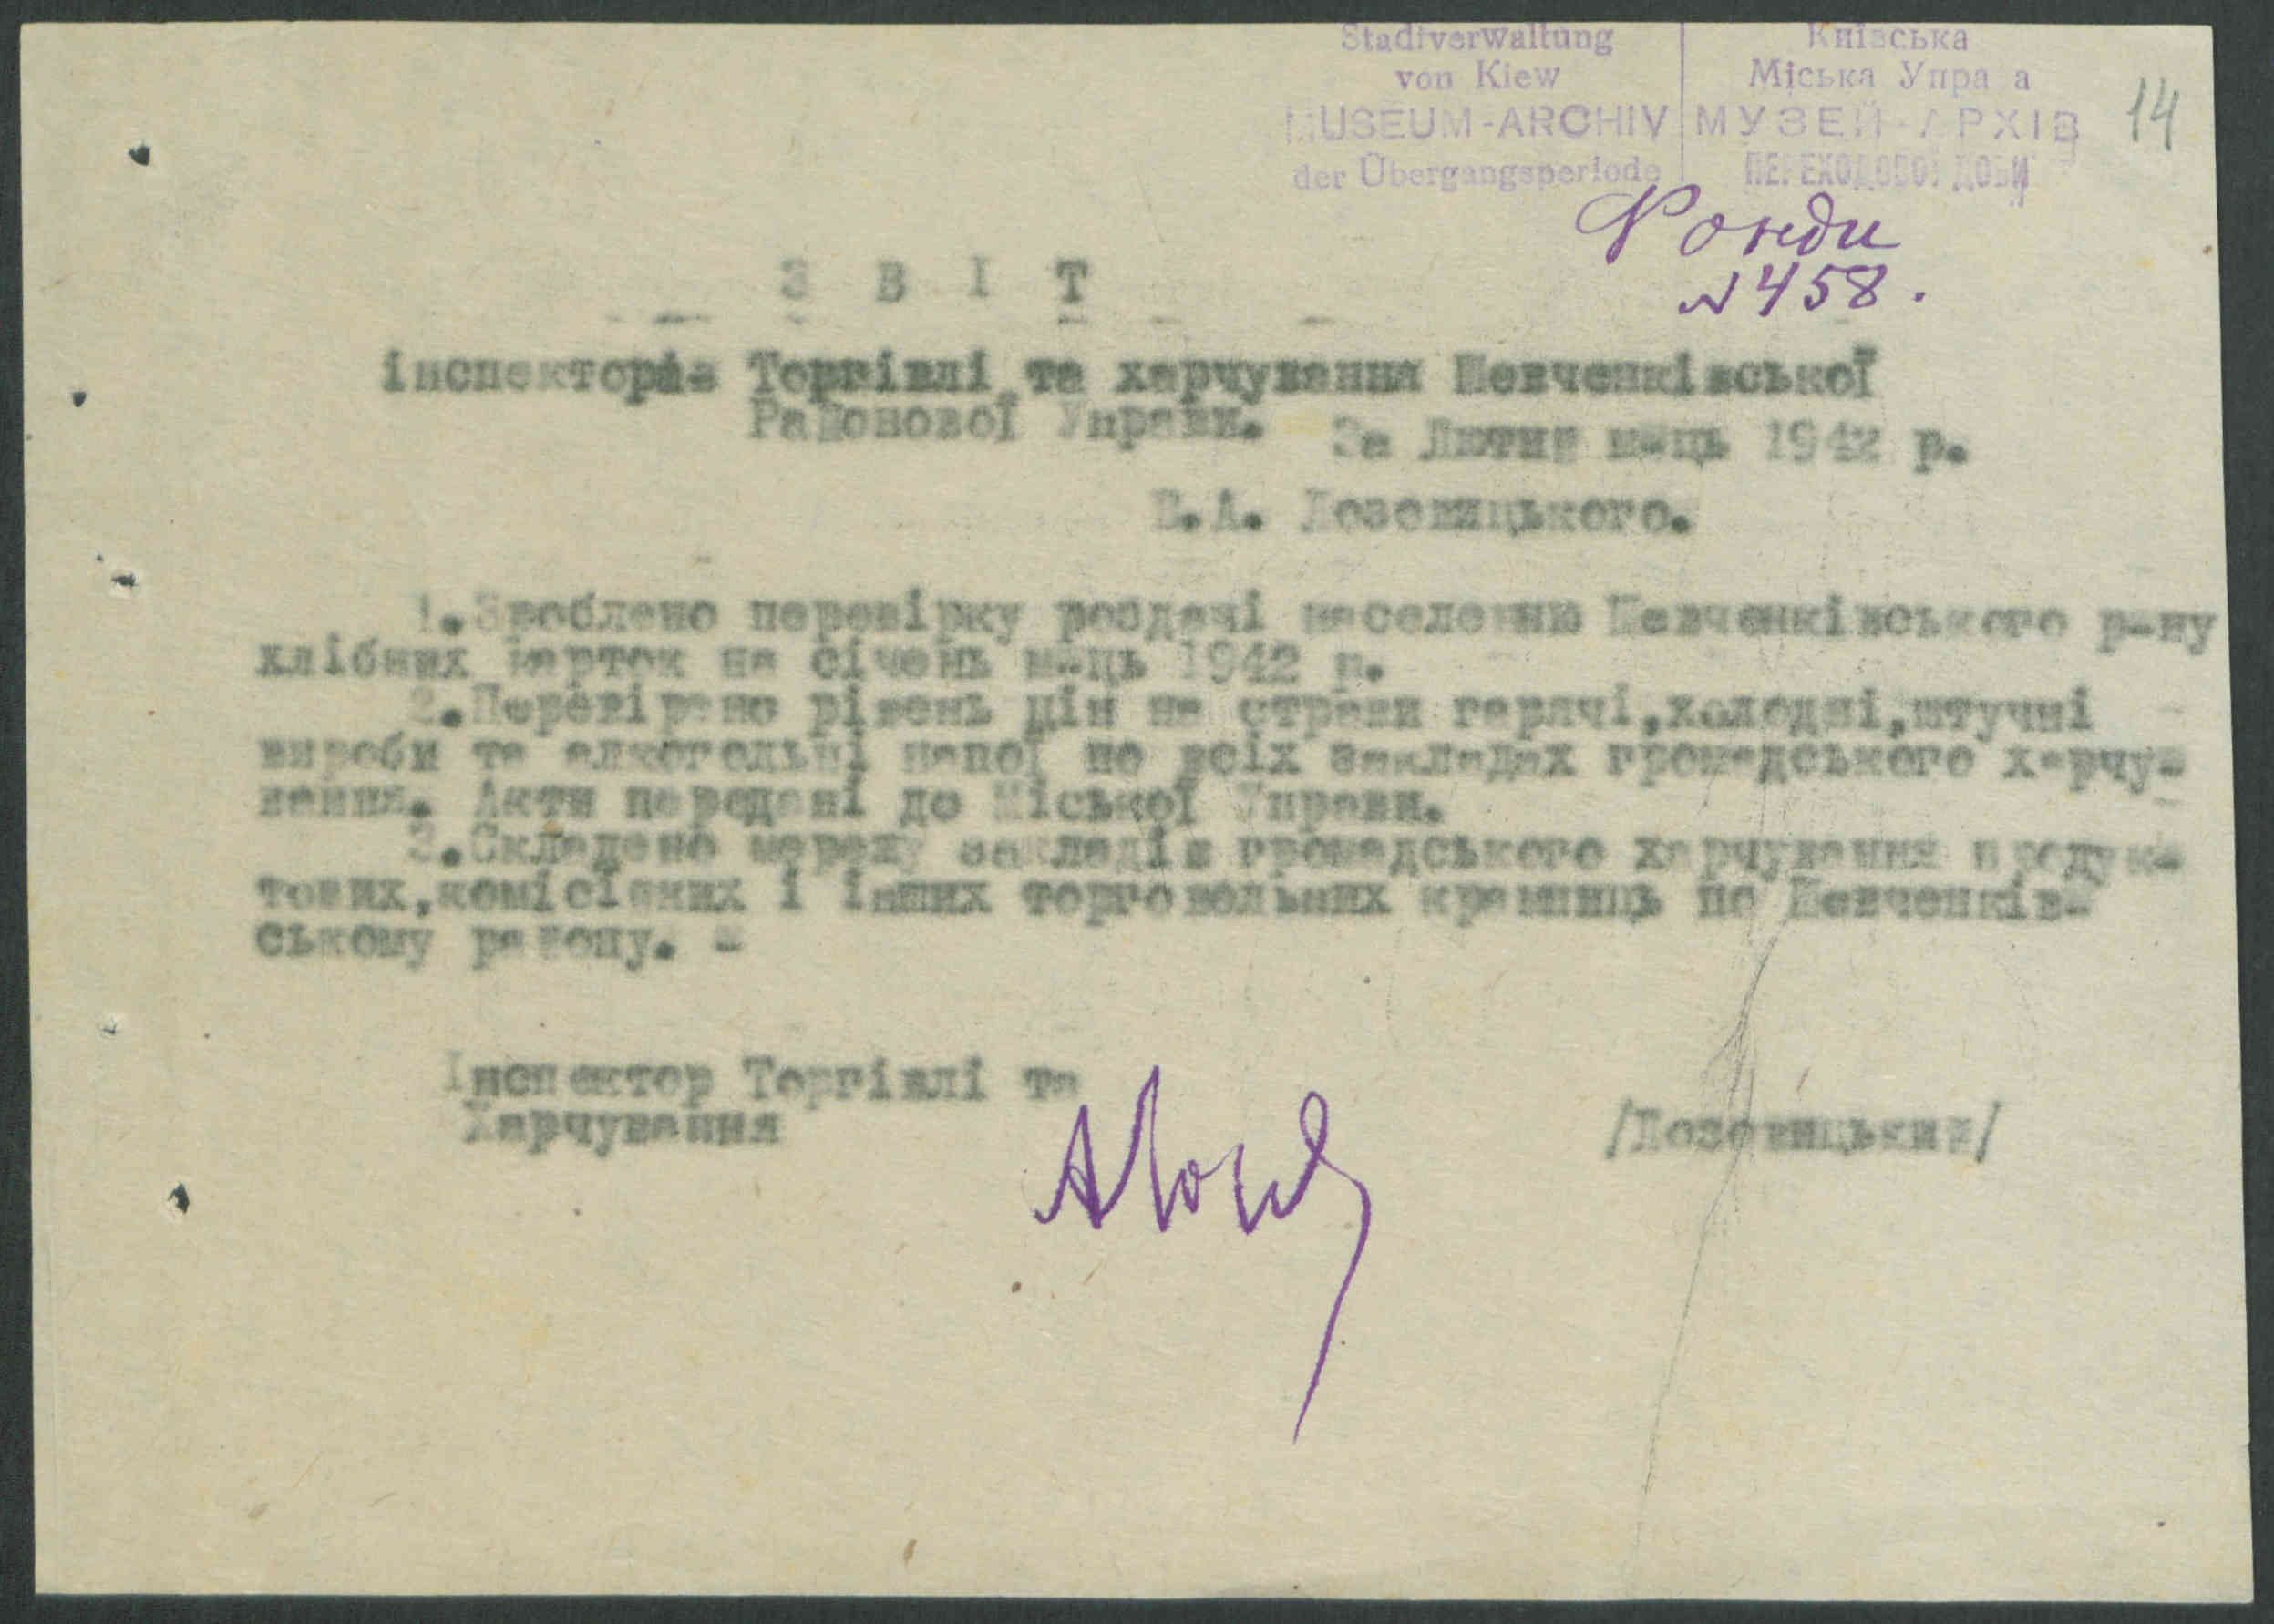 Stadtverwaltung
von Kiew
MUSEUM-ARCHIV
der Übergangsperiode
Київська
Міська Управа
МУЗЕЙ-АРХІВ
ПЕРЕХОДОВОЇ ДОБИ
14
Фонди
№458.
З В І Т
інспекторів Торгівлі та харчування Шевченківської
Районової Управи. За Лютий м-ць 1942 р.
В.А. Лозовицького.
1.Зроблено перевірку роздачі населенню Шевченківського р-ну
хлібних карток на січень м-ць 1942 р.
2.Перевірено рівень цін на страви гарячі,холодні,штучні
вироби та алкогольні напої по всіх закладах громадського харчу-
вання. Акти передані до Міської Управи.
3.Складено мережу закладів громадського харчування продук-
тових,комісійних і інших торговольних крамниць по Шевченків-
ському району. -
Інспектор Торгівлі та
Харчування
/Лозовицький/